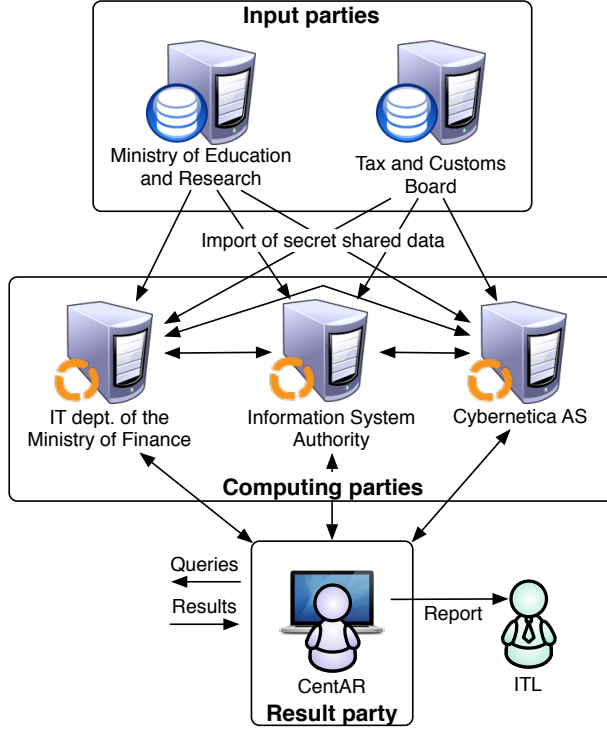 Input parties
Ministry of Education
and Research
Tax and Customs
Board
Import of secret shared data
IT dept. of the
Ministry of Finance
Information System
Authority
Cybernetica AS
Computing parties
Queries
Results
Report
CentAR
ITL
Result party